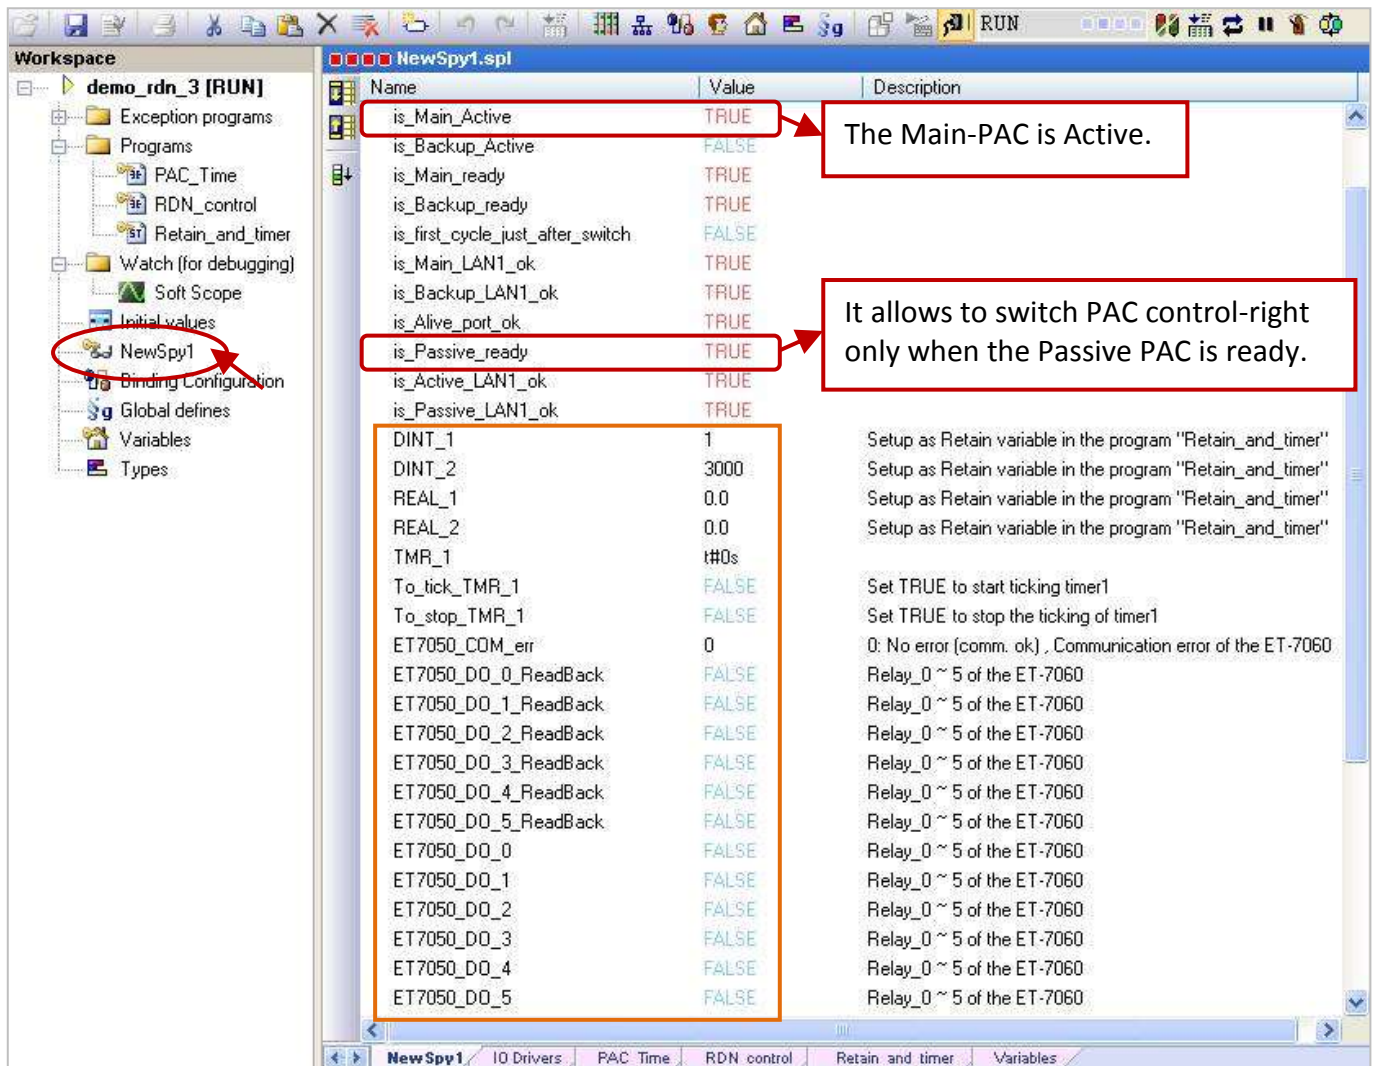 RUN
Workspace
NewSpy1.spl
demo_rdn_3 [RUN]
Exception programs
Programs
PAC_Time
RDN_control
Retain_and_timer
Watch (for debugging)
Soft Scope
Initial values
NewSpy1
Binding Configuration
Global defines
Variables
Types
Name Value Description
is_Main_Active TRUE
The Main-PAC is Active.
is_Backup_Active FALSE
is_Main_ready TRUE
is_Backup_ready TRUE
is_first_cycle_just_after_switch FALSE
is_Main_LAN1_ok TRUE
is_Backup_LAN1_ok TRUE
is_Alive_port_ok TRUE
is_Passive_ready TRUE
It allows to switch PAC control-right
only when the Passive PAC is ready.
is_Active_LAN1_ok TRUE
is_Passive_LAN1_ok TRUE
DINT_1 1 Setup as Retain variable in the program "Retain_and_timer"
DINT_2 3000 Setup as Retain variable in the program "Retain_and_timer"
REAL_1 0.0 Setup as Retain variable in the program "Retain_and_timer"
REAL_2 0.0 Setup as Retain variable in the program "Retain_and_timer"
TMR_1 t#0s
To_tick_TMR_1 FALSE Set TRUE to start ticking timer1
To_stop_TMR_1 FALSE Set TRUE to stop the ticking of timer1
ET7050_COM_err 0 0: No error (comm. ok) , Communication error of the ET-7060
ET7050_DO_0_ReadBack FALSE Relay_0 ~ 5 of the ET-7060
ET7050_DO_1_ReadBack FALSE Relay_0 ~ 5 of the ET-7060
ET7050_DO_2_ReadBack FALSE Relay_0 ~ 5 of the ET-7060
ET7050_DO_3_ReadBack FALSE Relay_0 ~ 5 of the ET-7060
ET7050_DO_4_ReadBack FALSE Relay_0 ~ 5 of the ET-7060
ET7050_DO_5_ReadBack FALSE Relay_0 ~ 5 of the ET-7060
ET7050_DO_0 FALSE Relay_0 ~ 5 of the ET-7060
ET7050_DO_1 FALSE Relay_0 ~ 5 of the ET-7060
ET7050_DO_2 FALSE Relay_0 ~ 5 of the ET-7060
ET7050_DO_3 FALSE Relay_0 ~ 5 of the ET-7060
ET7050_DO_4 FALSE Relay_0 ~ 5 of the ET-7060
ET7050_DO_5 FALSE Relay_0 ~ 5 of the ET-7060
NewSpy1 IO Drivers PAC_Time RDN_control Retain_and_timer Variables